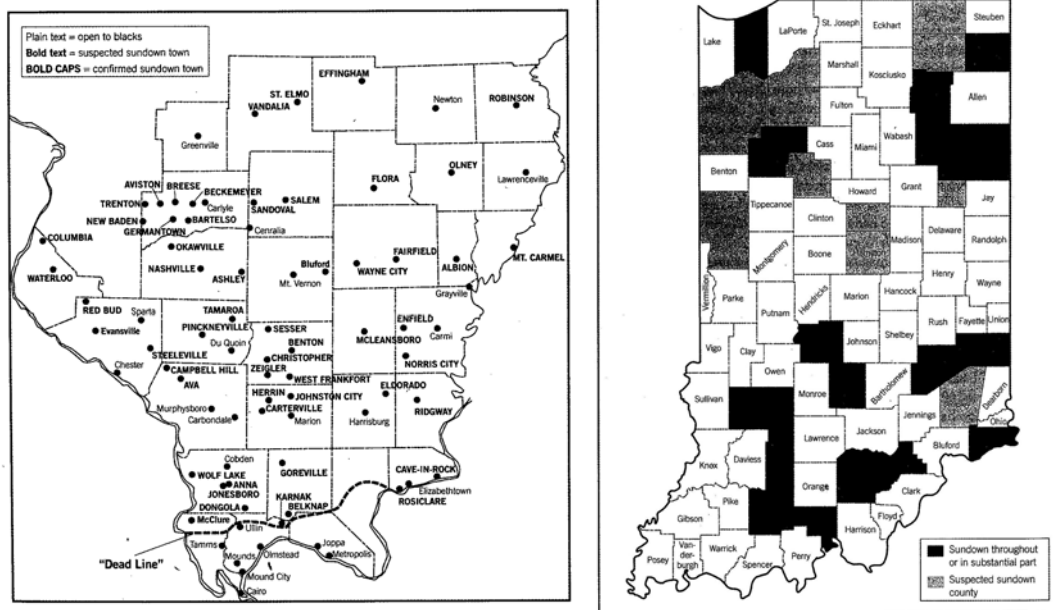 Plain text = open to blacks
Bold text = suspected sundown town
BOLD CAPS = confirmed sundown town
EFFINGHAM
ST. ELMO
VANDALIA
Newton
ROBINSON
Greenville
OLNEY
Lawrenceville
FLORA
AVISTON
BREESE
BECKEMEYER
TRENTON
Carlyle
SALEM
SANDOVAL
NEW BADEN
BARTELSO
GERMANTOWN
Cenralia
COLUMBIA
OKAWVILLE
MT. CARMEL
FAIRFIELD
WATERLOO
NASHVILLE
ASHLEY
Bluford
Mt. Vernon
WAYNE CITY
ALBION
Grayville
RED BUD
Sparta
TAMAROA
Evansville
PINCKNEYVILLE
SESSER
ENFIELD
Carmi
MCLEANSBORO
Du Quoin
BENTON
STEELEVILLE
CHRISTOPHER
NORRIS CITY
Chester
CAMPBELL HILL
ZEIGLER
WEST FRANKFORT
AVA
ELDORADO
HERRIN
JOHNSTON CITY
RIDGWAY
Murphysboro
CARTERVILLE
Carbondale
Marion
Harrisburg
Cobden
WOLF LAKE
GOREVILLE
CAVE-IN-ROCK
ANNA
JONESBORO
Elizabethtown
KARNAK
ROSICLARE
DONGOLA
BELKNAP
McClure
Ullin
"Dead Line"
Tamms
Olmstead
Joppa
Mounds
Metropolis
Mound City
Cairo
Lake
LaPorte
St. Joseph
Eckhart
Steuben
Marshall
Kosclusko
Allen
Fulton
Cass
Miami
Wabash
Benton
Howard
Grant
Jay
Tippecanoe
Clinton
Madison
Delaware
Randolph
Montgomery
Boone
Henry
Wayne
Vermillion
Parke
Hendricks
Marion
Hancock
Putnam
Rush
Fayette
Union
Johnson
Shelbey
Vigo
Clay
Owen
Monroe
Bartholomew
Dearborn
Sullivan
Jennings
Ohio
Lawrence
Jackson
Bluford
Knox
Daviess
Orange
Clark
Pike
Floyd
Gibson
Harrison
Posey
Van-
der-
burgh
Warrick
Spencer
Perry
Sundown throughout
or in substantial part
Suspected sundown
county